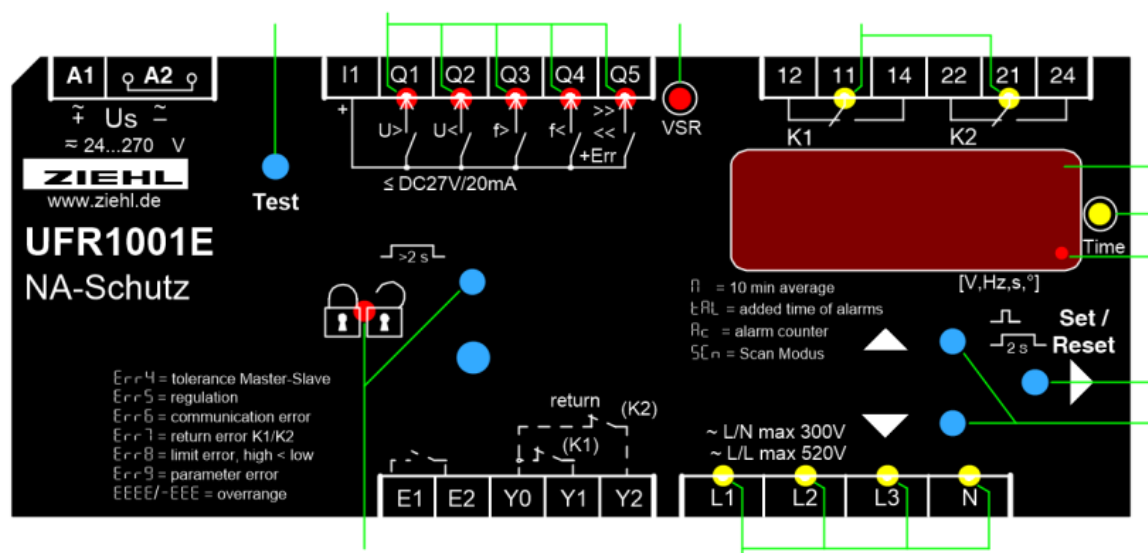 A1 A2
I1 Q1 Q2 Q3 Q4 Q5
12 11 14 22 21 24
~ Us ~
+ −
≂ 24...270 V
+ U> U< f> f< >>
<<
+Err
VSR
K1 K2
≤ DC27V/20mA
ZIEHL
www.ziehl.de
Test
UFR1001E
NA-Schutz
>2 s
Time
[V,Hz,s,°]
m = 10 min average
tAL = added time of alarms
Ac = alarm counter
SCn = Scan Modus
2 s
Set /
Reset
Err4 = tolerance Master-Slave
Err5 = regulation
Err6 = communication error
Err7 = return error K1/K2
Err8 = limit error, high < low
Err9 = parameter error
EEEE/-EEE = overrange
return
(K2)
(K1)
~ L/N max 300V
~ L/L max 520V
E1 E2 Y0 Y1 Y2
L1 L2 L3 N